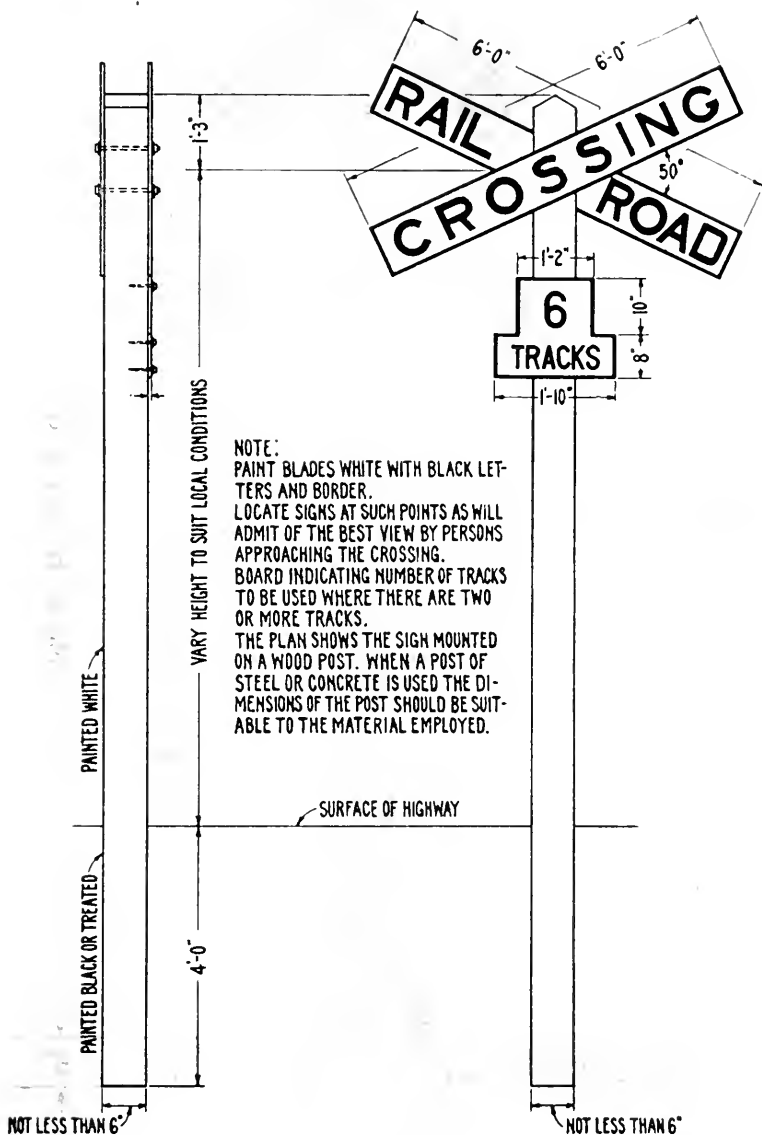 6'-0"
6'-0"
RAIL
CROSSING
ROAD
1'-3"
50°
1'-2"
6
10"
TRACKS
8"
1'-10"
VARY HEIGHT TO SUIT LOCAL CONDITIONS
NOTE:
PAINT BLADES WHITE WITH BLACK LET-
TERS AND BORDER.
LOCATE SIGNS AT SUCH POINTS AS WILL
ADMIT OF THE BEST VIEW BY PERSONS
APPROACHING THE CROSSING.
BOARD INDICATING NUMBER OF TRACKS
TO BE USED WHERE THERE ARE TWO
OR MORE TRACKS.
THE PLAN SHOWS THE SIGN MOUNTED
ON A WOOD POST. WHEN A POST OF
STEEL OR CONCRETE IS USED THE DI-
MENSIONS OF THE POST SHOULD BE SUIT-
ABLE TO THE MATERIAL EMPLOYED.
PAINTED WHITE
SURFACE OF HIGHWAY
PAINTED BLACK OR TREATED
4'-0"
NOT LESS THAN 6"
NOT LESS THAN 6"